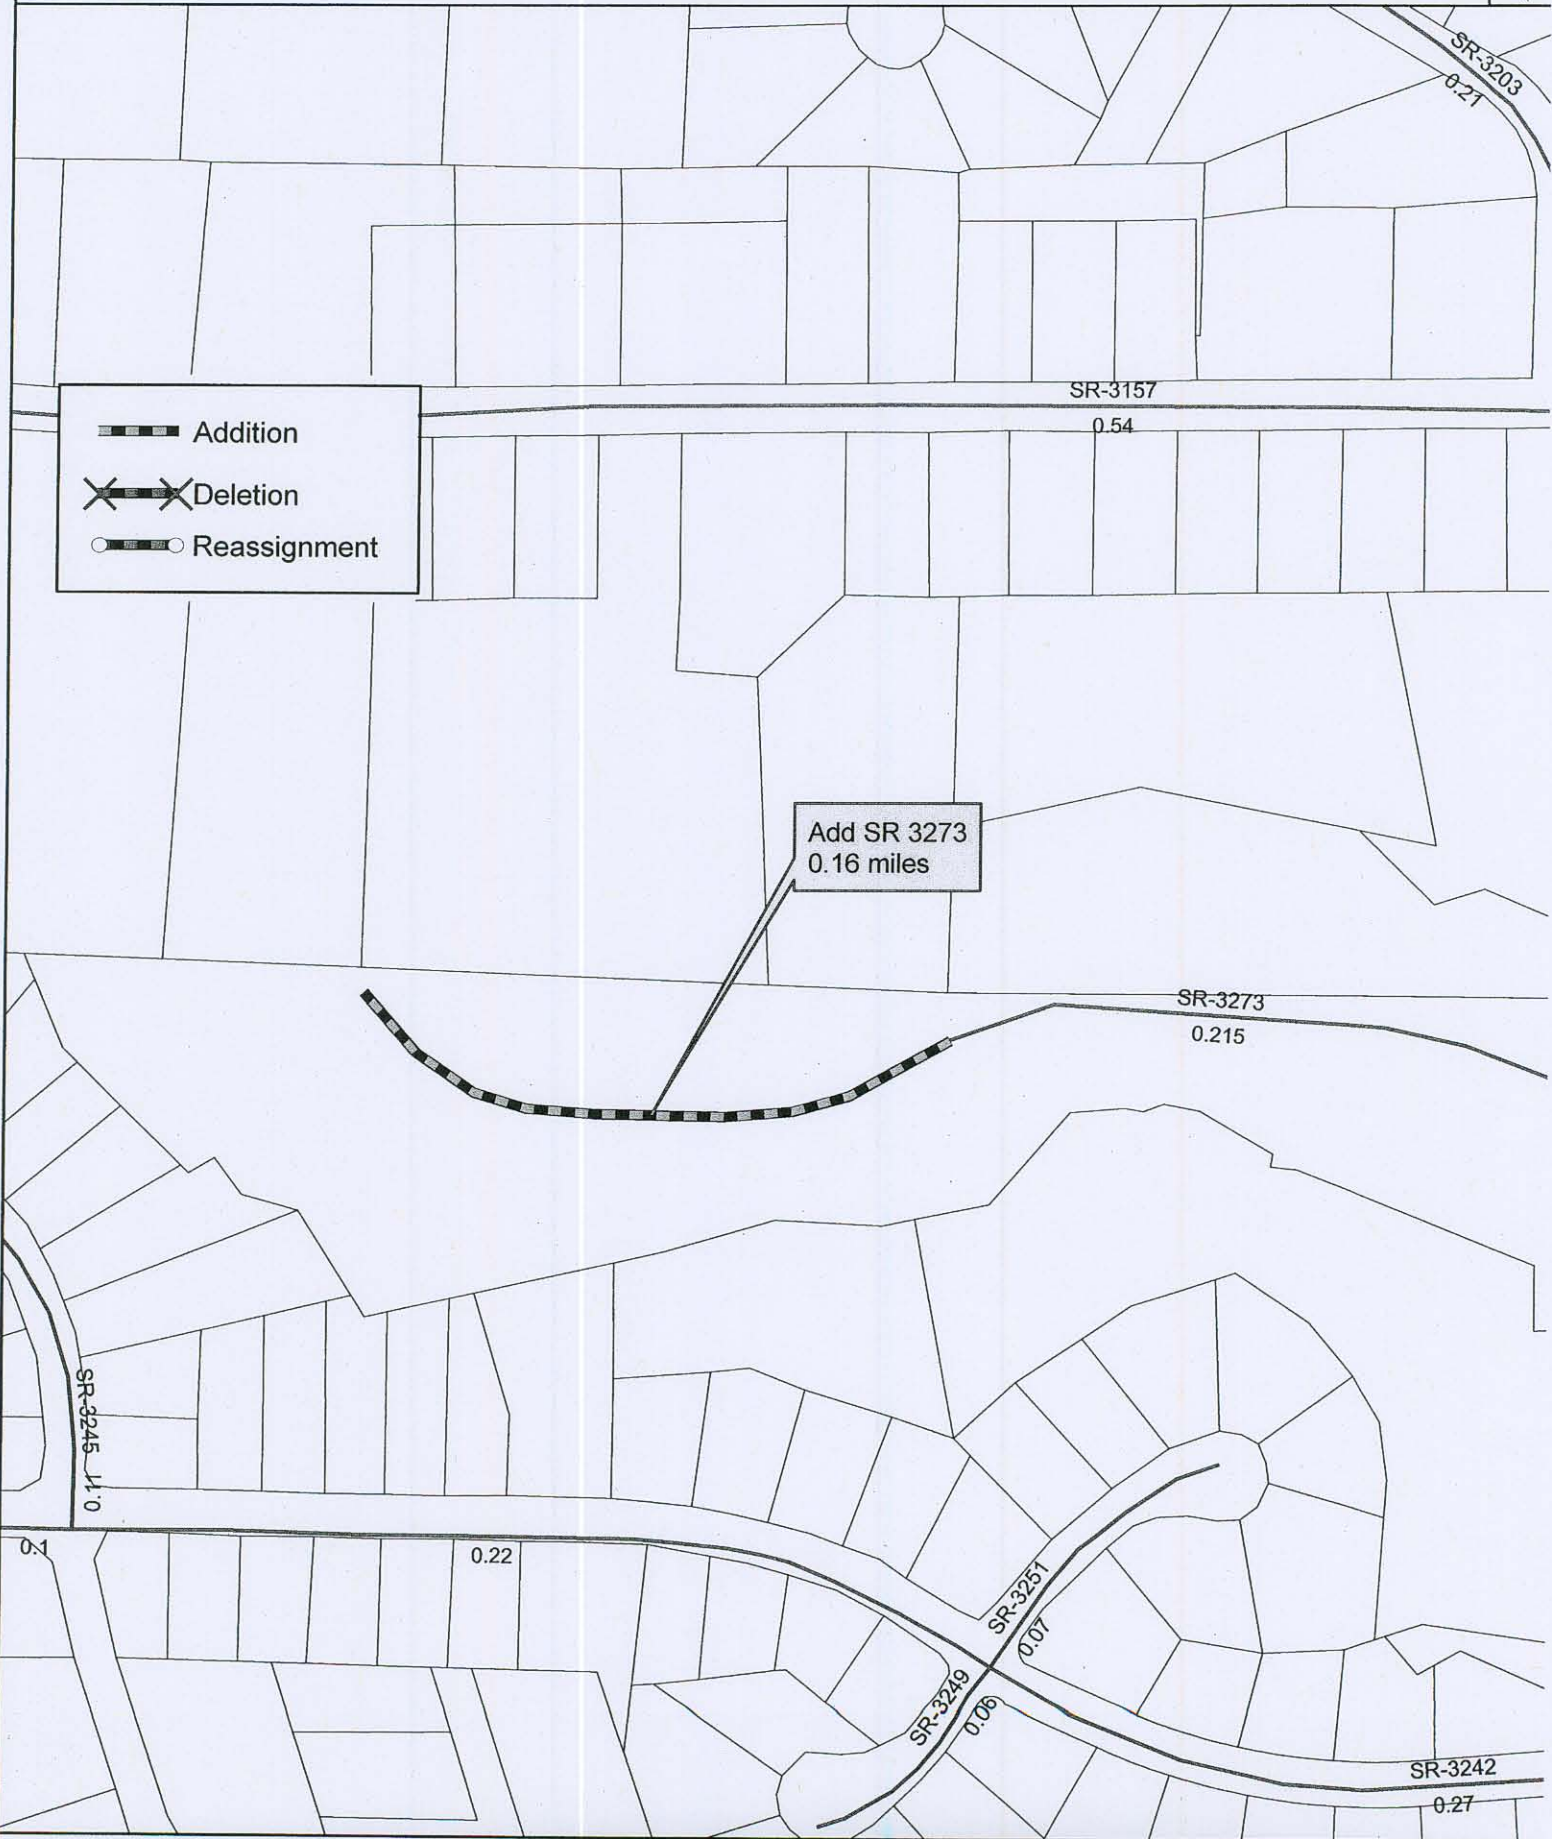 SR-3203
0.21
SR-3157
0.54
Addition
Deletion
Reassignment
Add SR 3273
0.16 miles
SR-3273
0.215
SR-3245
0.11
0.1
0.22
SR-3251
0.07
SR-3249
0.06
SR-3242
0.27